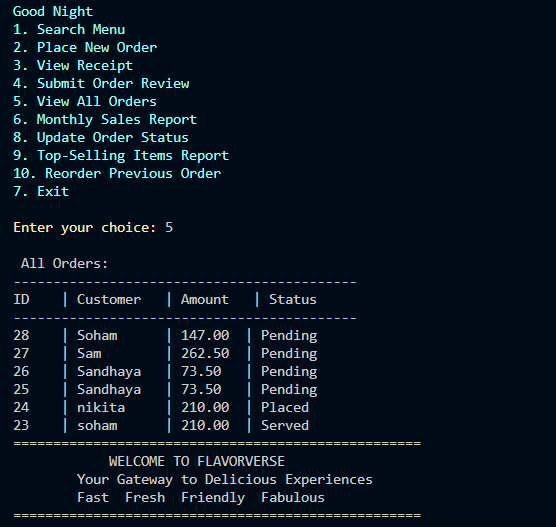 Good Night
1. Search Menu
2. Place New Order
3. View Receipt
4. Submit Order Review
5. View All Orders
6. Monthly Sales Report
8. Update Order Status
9. Top-Selling Items Report
10. Reorder Previous Order
7. Exit
Enter your choice: 5
All Orders:
-------------------------------------------
ID    | Customer   | Amount   | Status
-------------------------------------------
28    | Soham      | 147.00  | Pending
27    | Sam        | 262.50  | Pending
26    | Sandhaya   | 73.50   | Pending
25    | Sandhaya   | 73.50   | Pending
24    | nikita     | 210.00  | Placed
23    | soham      | 210.00  | Served
===================================================
WELCOME TO FLAVORVERSE
Your Gateway to Delicious Experiences
Fast  Fresh  Friendly  Fabulous
===================================================